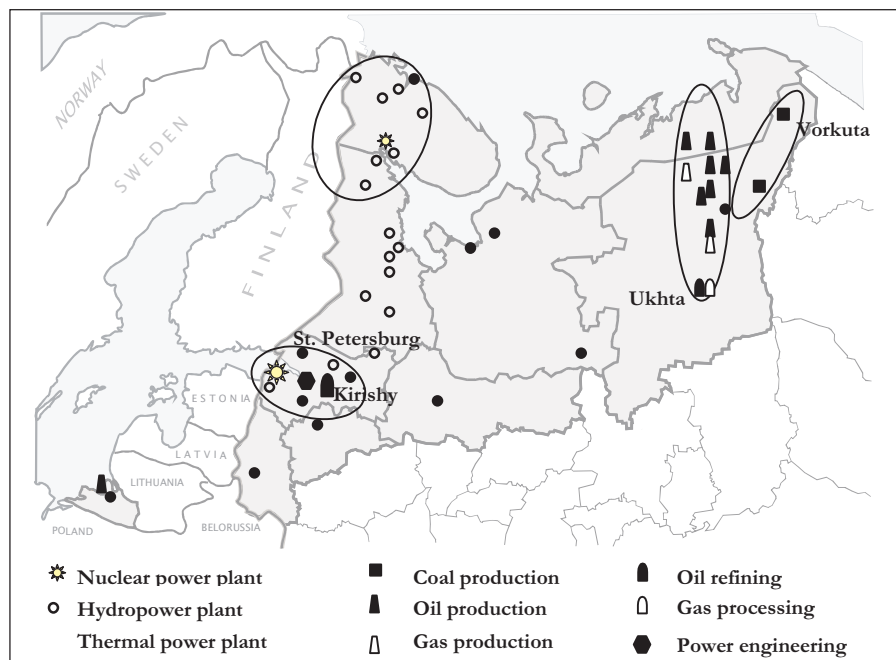 NORWAY
SWEDEN
FINLAND
Vorkuta
Ukhta
St. Petersburg
Kirishy
ESTONIA
LATVIA
LITHUANIA
POLAND
BELORUSSIA
Nuclear power plant
Hydropower plant
Thermal power plant
Coal production
Oil production
Gas production
Oil refining
Gas processing
Power engineering